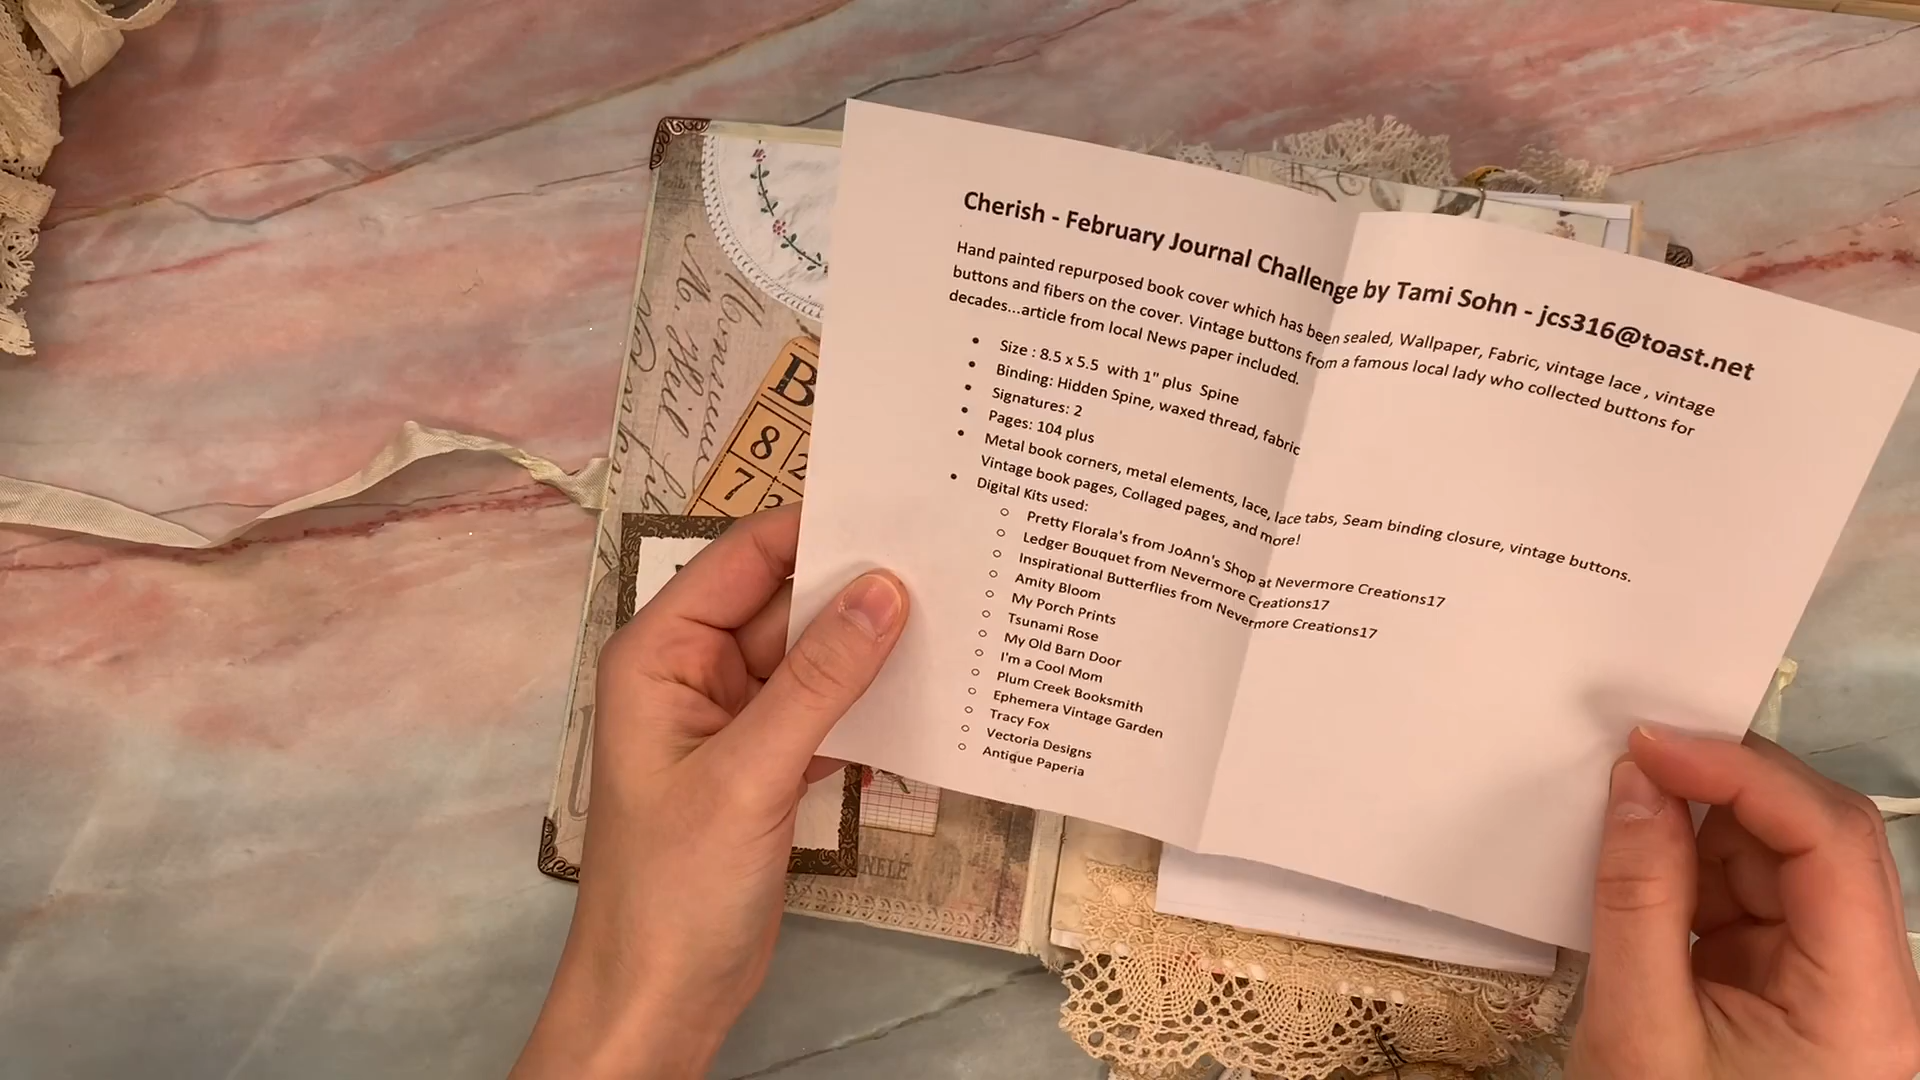 Cherish - February Journal Challenge by Tami Sohn - jcs316@toast.net
Hand painted repurposed book cover which has been sealed, Wallpaper, Fabric, vintage lace , vintage
buttons and fibers on the cover. Vintage buttons from a famous local lady who collected buttons for
decades...article from local News paper included.
• Size : 8.5 x 5.5 with 1" plus Spine
• Binding: Hidden Spine, waxed thread, fabric
• Signatures: 2
• Pages: 104 plus
• Metal book corners, metal elements, lace, lace tabs, Seam binding closure, vintage buttons.
Vintage book pages, Collaged pages, and more!
• Digital Kits used:
o Pretty Florala's from JoAnn's Shop at Nevermore Creations17
o Ledger Bouquet from Nevermore Creations17
o Inspirational Butterflies from Nevermore Creations17
o Amity Bloom
o My Porch Prints
o Tsunami Rose
o My Old Barn Door
o I'm a Cool Mom
o Plum Creek Booksmith
o Ephemera Vintage Garden
o Tracy Fox
o Vectoria Designs
o Antique Paperia
Monsieur
B
8 2
7